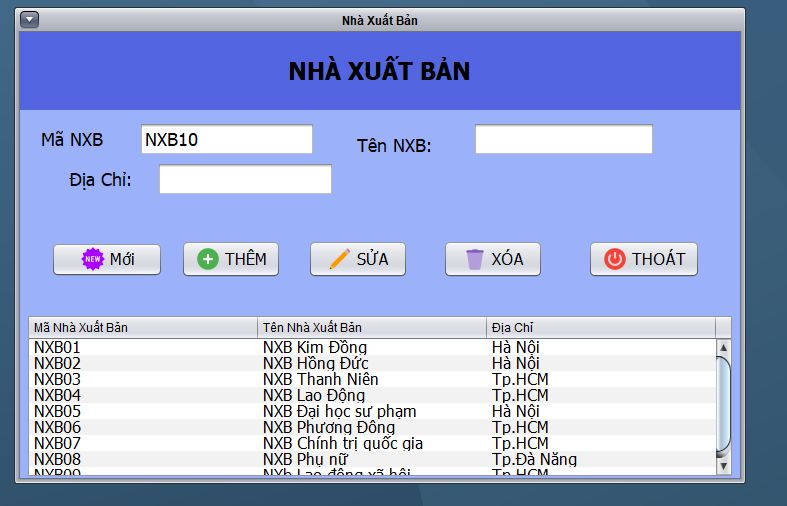 Nhà Xuất Bản
NHÀ XUẤT BẢN
Mã NXB NXB10 Tên NXB:
Địa Chỉ:
NEW Mới THÊM SỬA XÓA THOÁT
Mã Nhà Xuất Bản Tên Nhà Xuất Bản Địa Chỉ
NXB01 NXB Kim Đồng Hà Nội
NXB02 NXB Hồng Đức Hà Nội
NXB03 NXB Thanh Niên Tp.HCM
NXB04 NXB Lao Động Tp.HCM
NXB05 NXB Đại học sư phạm Hà Nội
NXB06 NXB Phương Đông Tp.HCM
NXB07 NXB Chính trị quốc gia Tp.HCM
NXB08 NXB Phụ nữ Tp.Đà Nẵng
NXB09 NXb Lao động xã hội Tp.HCM